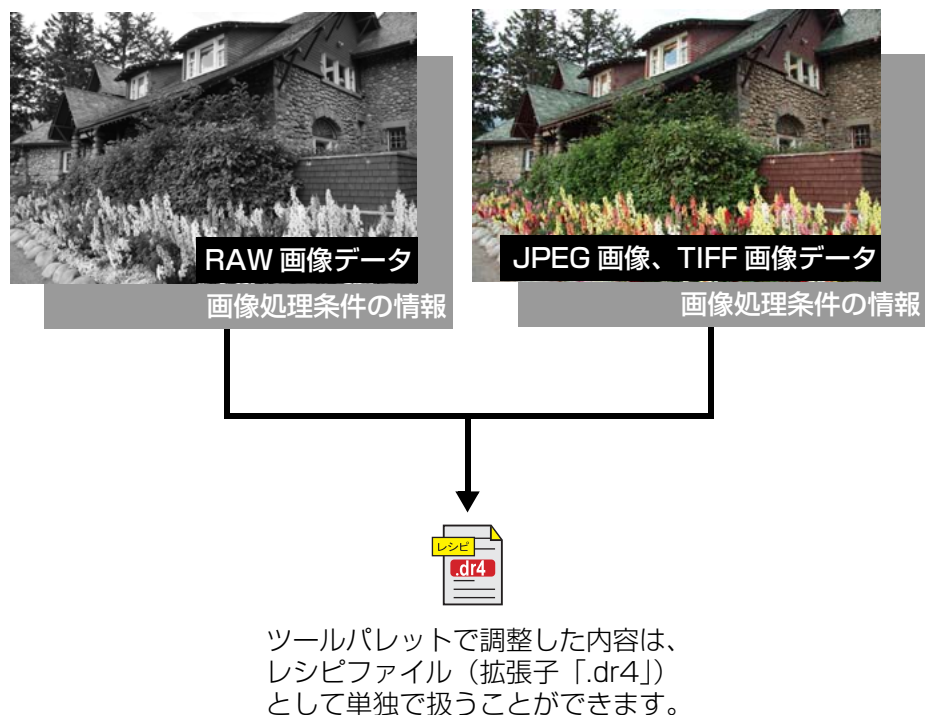 RAW 画像データ
画像処理条件の情報
JPEG 画像、TIFF 画像データ
画像処理条件の情報
レシピ
.dr4
ツールパレットで調整した内容は、
レシピファイル（拡張子「.dr4」）
として単独で扱うことができます。